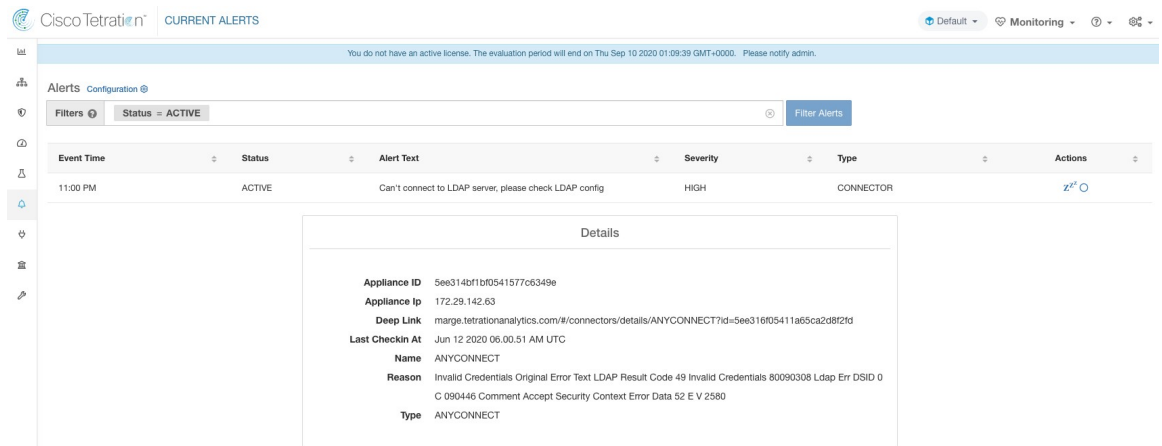 Cisco Tetration™ CURRENT ALERTS Default Monitoring
You do not have an active license. The evaluation period will end on Thu Sep 10 2020 01:09:39 GMT+0000. Please notify admin.
Alerts Configuration
Filters Status = ACTIVE Filter Alerts
Event Time Status Alert Text Severity Type Actions
11:00 PM ACTIVE Can't connect to LDAP server, please check LDAP config HIGH CONNECTOR zzz
Details
Appliance ID 5ee314bf1bf0541577c6349e
Appliance Ip 172.29.142.63
Deep Link marge.tetrationanalytics.com/#/connectors/details/ANYCONNECT?id=5ee316f05411a65ca2d8f2fd
Last Checkin At Jun 12 2020 06.00.51 AM UTC
Name ANYCONNECT
Reason Invalid Credentials Original Error Text LDAP Result Code 49 Invalid Credentials 80090308 Ldap Err DSID 0
C 090446 Comment Accept Security Context Error Data 52 E V 2580
Type ANYCONNECT